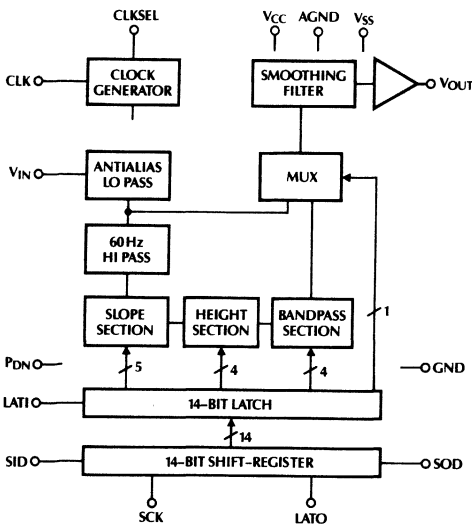 CLKSEL
VCC
AGND
VSS
CLK
CLOCK
GENERATOR
SMOOTHING
FILTER
VOUT
VIN
ANTIALIAS
LO PASS
MUX
60Hz
HI PASS
SLOPE
SECTION
HEIGHT
SECTION
BANDPASS
SECTION
1
PDN
5
4
4
GND
LATI
14-BIT LATCH
14
SID
14-BIT SHIFT-REGISTER
SOD
SCK
LATO